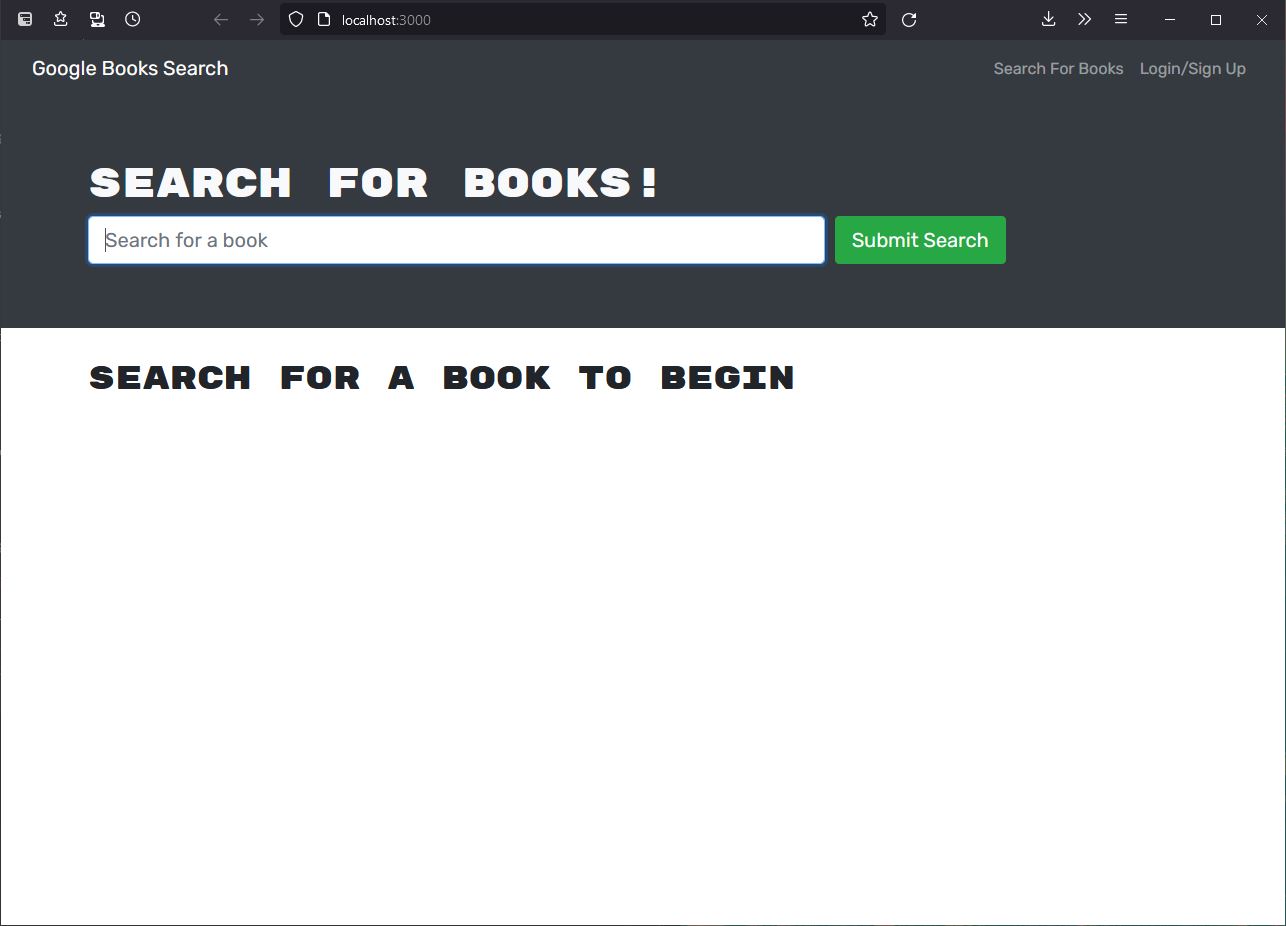 localhost:3000
Google Books Search
Search For Books
Login/Sign Up
SEARCH FOR BOOKS!
Search for a book
Submit Search
SEARCH FOR A BOOK TO BEGIN